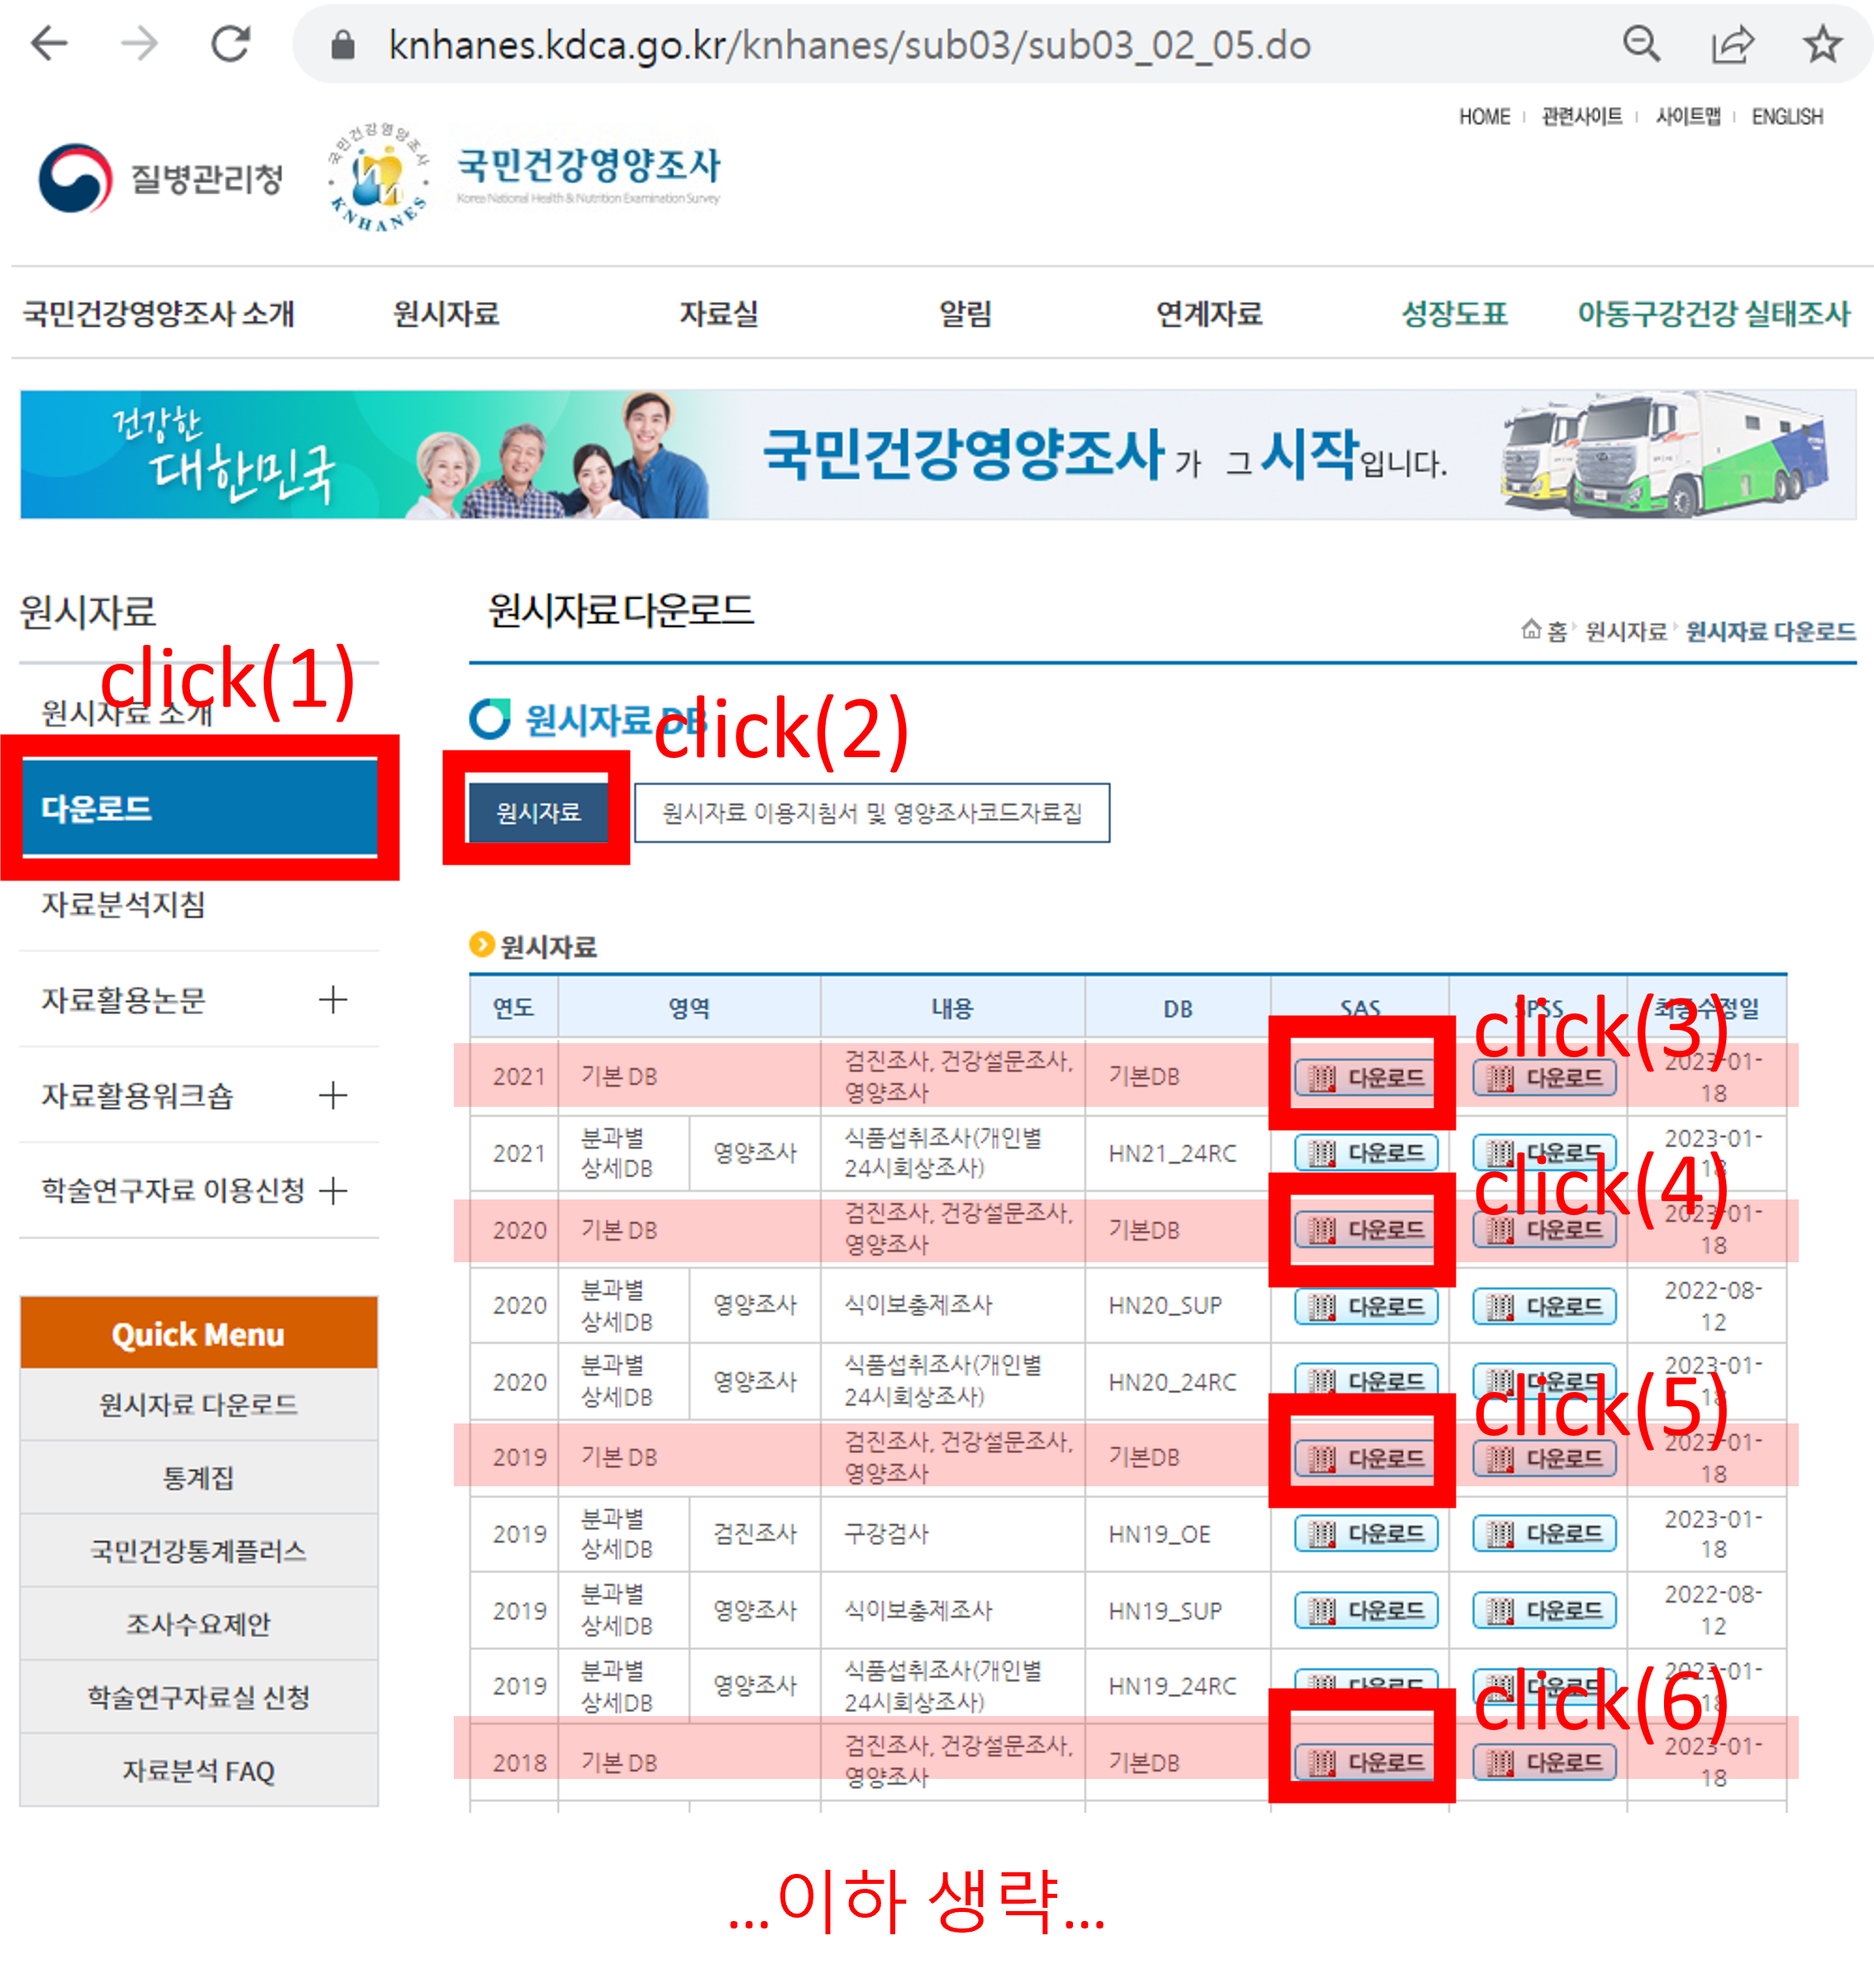 knhanes.kdca.go.kr/knhanes/sub03/sub03_02_05.do
HOME 관련사이트 사이트맵 ENGLISH
질병관리청
국민건강영양조사
KNHANES
국민건강영양조사
Korea National Health & Nutrition Examination Survey
국민건강영양조사 소개 원시자료 자료실 알림 연계자료 성장도표 아동구강건강 실태조사
건강한
대한민국
국민건강영양조사가 그 시작입니다.
원시자료
click(1)
원시자료 소개
다운로드
자료분석지침
자료활용논문
자료활용워크숍
학술연구자료 이용신청
Quick Menu
원시자료 다운로드
통계집
국민건강통계플러스
조사수요제안
학술연구자료실 신청
자료분석 FAQ
원시자료 다운로드
홈 원시자료 원시자료 다운로드
원시자료 DB
click(2)
원시자료 원시자료 이용지침서 및 영양조사코드자료집
원시자료
연도 영역 내용 DB SAS SPSS 최종수정일
click(3)
2021 기본 DB 검진조사, 건강설문조사, 영양조사 기본DB 다운로드 다운로드 2023-01-18
2021 분과별 상세DB 영양조사 식품섭취조사(개인별 24시회상조사) HN21_24RC 다운로드 다운로드 2023-01-18
click(4)
2020 기본 DB 검진조사, 건강설문조사, 영양조사 기본DB 다운로드 다운로드 2023-01-18
2020 분과별 상세DB 영양조사 식이보충제조사 HN20_SUP 다운로드 다운로드 2022-08-12
2020 분과별 상세DB 영양조사 식품섭취조사(개인별 24시회상조사) HN20_24RC 다운로드 다운로드 2023-01-18
click(5)
2019 기본 DB 검진조사, 건강설문조사, 영양조사 기본DB 다운로드 다운로드 2023-01-18
2019 분과별 상세DB 검진조사 구강검사 HN19_OE 다운로드 다운로드 2023-01-18
2019 분과별 상세DB 영양조사 식이보충제조사 HN19_SUP 다운로드 다운로드 2022-08-12
2019 분과별 상세DB 영양조사 식품섭취조사(개인별 24시회상조사) HN19_24RC 다운로드 다운로드 2023-01-18
click(6)
2018 기본 DB 검진조사, 건강설문조사, 영양조사 기본DB 다운로드 다운로드 2023-01-18
...이하 생략...